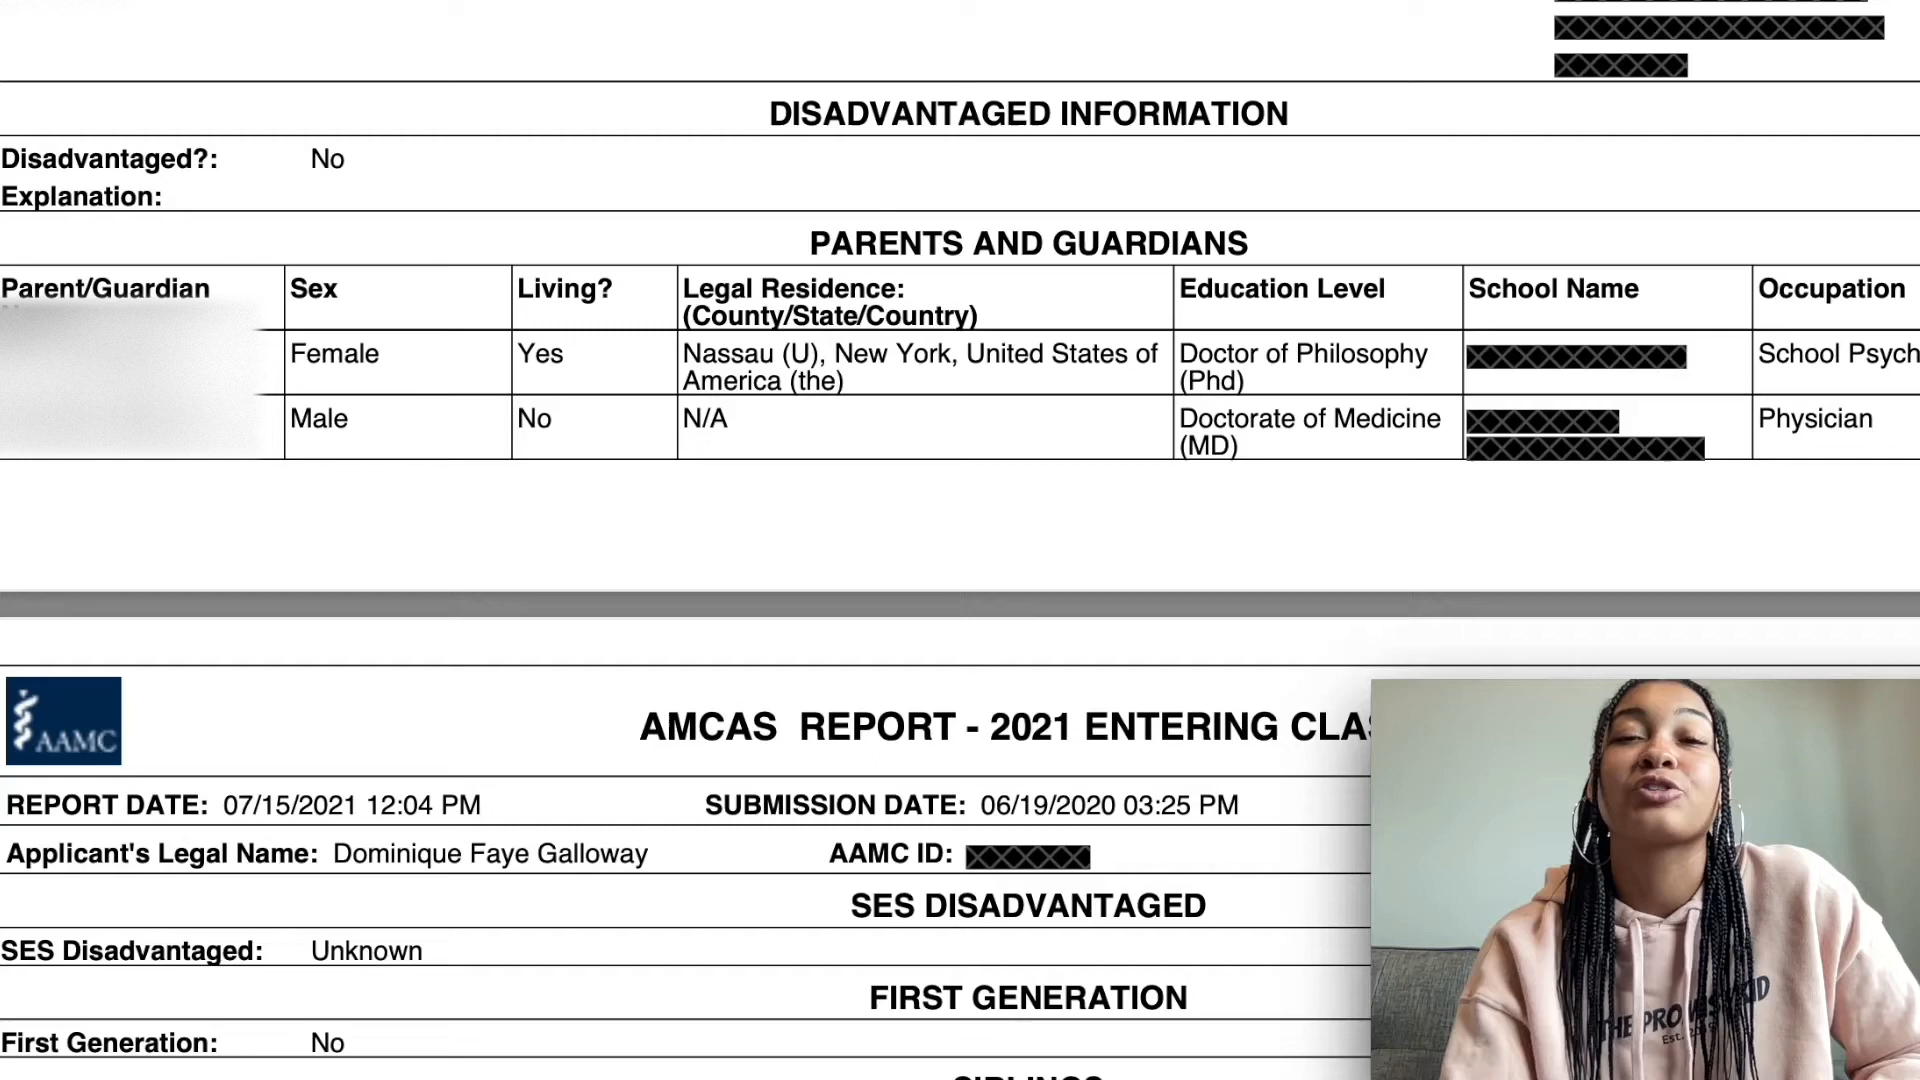 DISADVANTAGED INFORMATION
Disadvantaged?: No
Explanation:
PARENTS AND GUARDIANS
Parent/Guardian Sex Living? Legal Residence: Education Level School Name Occupation
(County/State/Country)
Female Yes Nassau (U), New York, United States of Doctor of Philosophy School Psych
America (the) (Phd)
Male No N/A Doctorate of Medicine Physician
(MD)
AAMC
AMCAS REPORT - 2021 ENTERING CLAS
REPORT DATE: 07/15/2021 12:04 PM SUBMISSION DATE: 06/19/2020 03:25 PM
Applicant's Legal Name: Dominique Faye Galloway AAMC ID:
SES DISADVANTAGED
SES Disadvantaged: Unknown
FIRST GENERATION
First Generation: No
SIBLINGS
THE
Est.